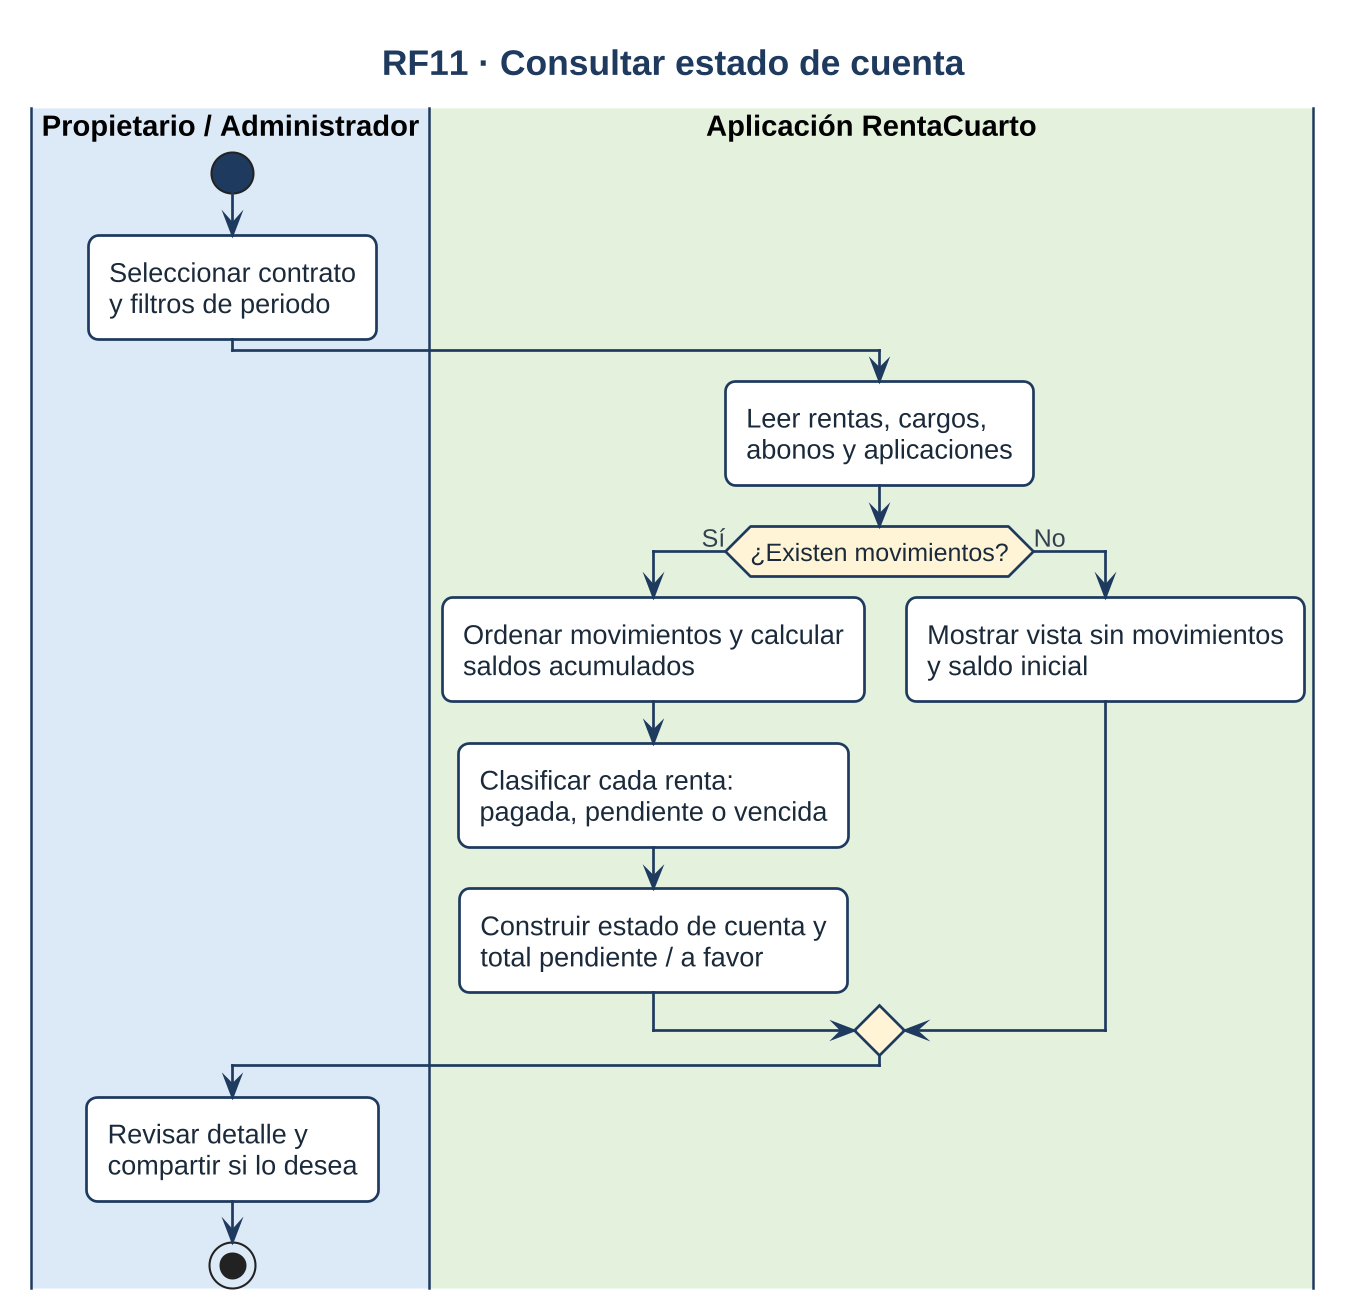 RF11 · Consultar estado de cuenta
Propietario / Administrador
Aplicación RentaCuarto
Seleccionar contrato
y filtros de periodo
Leer rentas, cargos,
abonos y aplicaciones
¿Existen movimientos?
Sí
No
Ordenar movimientos y calcular
saldos acumulados
Mostrar vista sin movimientos
y saldo inicial
Clasificar cada renta:
pagada, pendiente o vencida
Construir estado de cuenta y
total pendiente / a favor
Revisar detalle y
compartir si lo desea